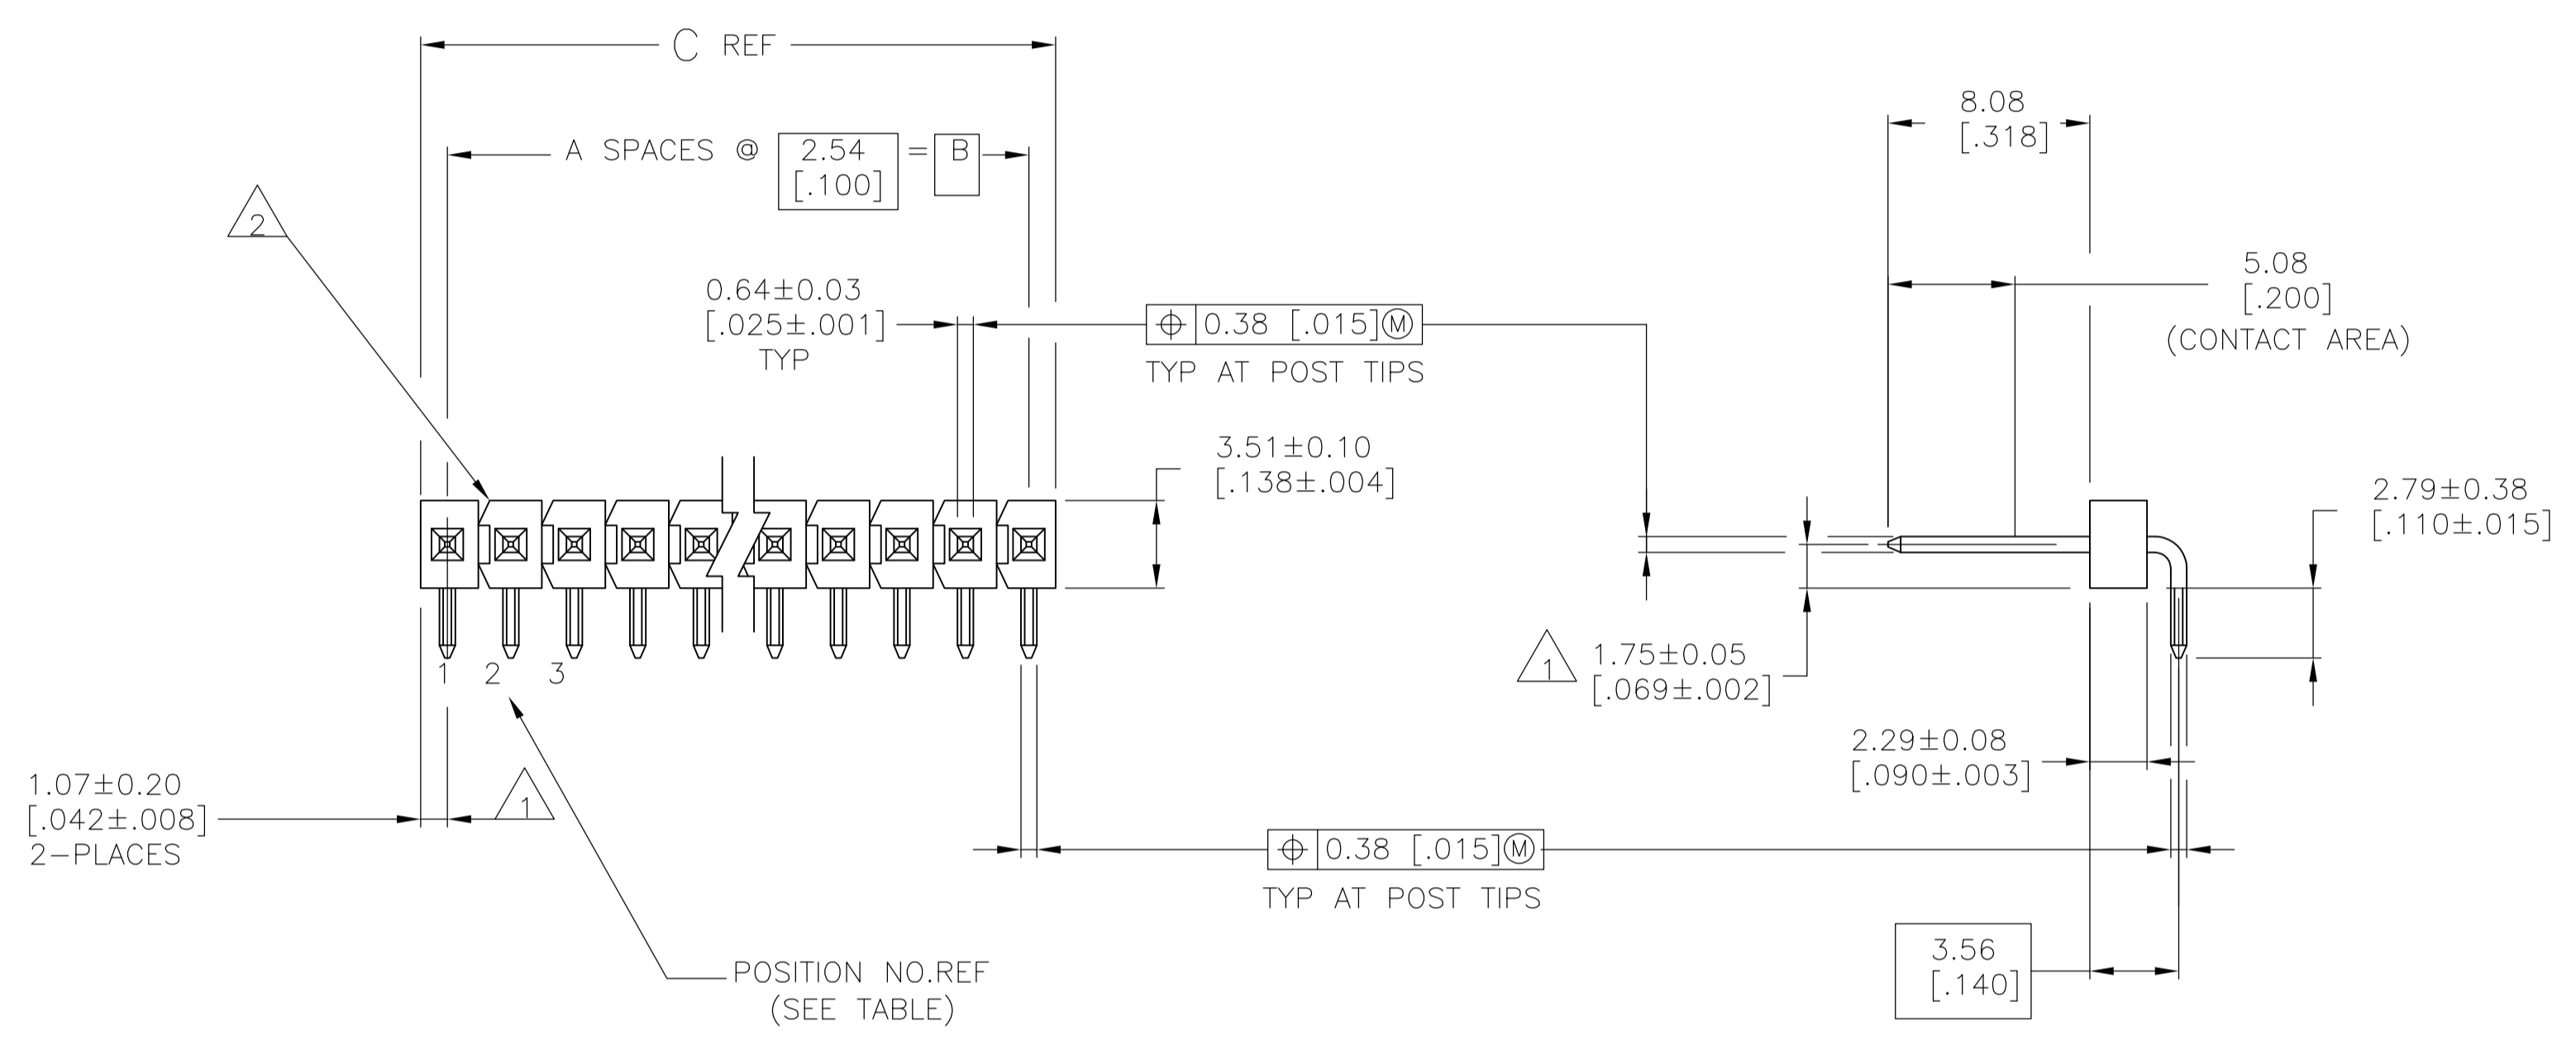 C REF
A SPACES @ 2.54 = B
[.100]
2
0.64±0.03
[.025±.001]
TYP
⌖ 0.38 [.015]Ⓜ
TYP AT POST TIPS
3.51±0.10
[.138±.004]
1 2 3
1.07±0.20
[.042±.008]
2-PLACES
1
POSITION NO.REF
(SEE TABLE)
⌖ 0.38 [.015]Ⓜ
TYP AT POST TIPS
8.08
[.318]
5.08
[.200]
(CONTACT AREA)
2.79±0.38
[.110±.015]
1
1.75±0.05
[.069±.002]
2.29±0.08
[.090±.003]
3.56
[.140]